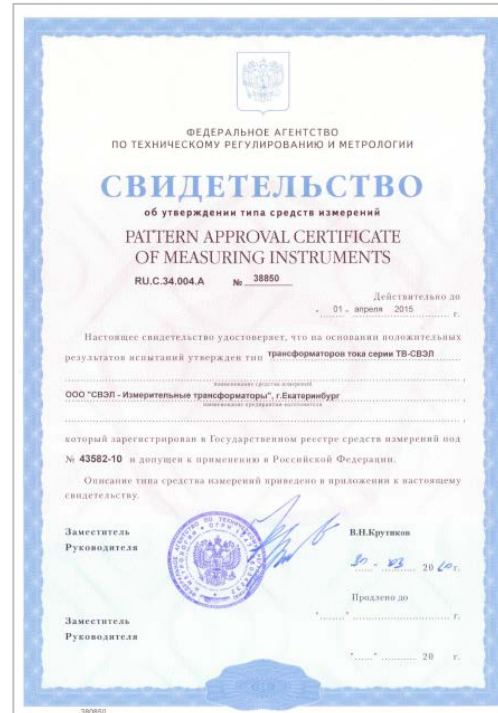 ФЕДЕРАЛЬНОЕ АГЕНТСТВО
ПО ТЕХНИЧЕСКОМУ РЕГУЛИРОВАНИЮ И МЕТРОЛОГИИ
СВИДЕТЕЛЬСТВО
об утверждении типа средств измерений
PATTERN APPROVAL CERTIFICATE
OF MEASURING INSTRUMENTS
RU.C.34.004.A № 38850
Действительно до
" 01 " апреля 2015 г.
Настоящее свидетельство удостоверяет, что на основании положительных
результатов испытаний утвержден тип трансформаторов тока серии ТВ-СВЭЛ
наименование средства измерений
ООО "СВЭЛ - Измерительные трансформаторы", г.Екатеринбург
наименование предприятия-изготовителя
который зарегистрирован в Государственном реестре средств измерений под
№ 43582-10 и допущен к применению в Российской Федерации.
Описание типа средства измерений приведено в приложении к настоящему
свидетельству.
Заместитель
Руководителя
В.Н.Крутиков
30 - 03 2010 г.
Продлено до
"......" .................... г.
Заместитель
Руководителя
"......" ............ 20 г.
380850